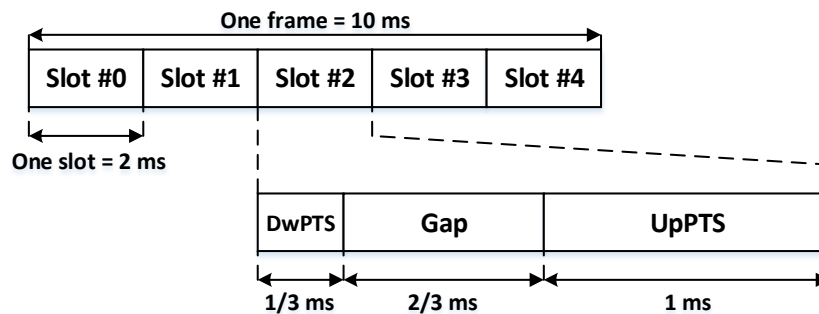 One frame = 10 ms
Slot #0 Slot #1 Slot #2 Slot #3 Slot #4
One slot = 2 ms
DwPTS Gap UpPTS
1/3 ms 2/3 ms 1 ms